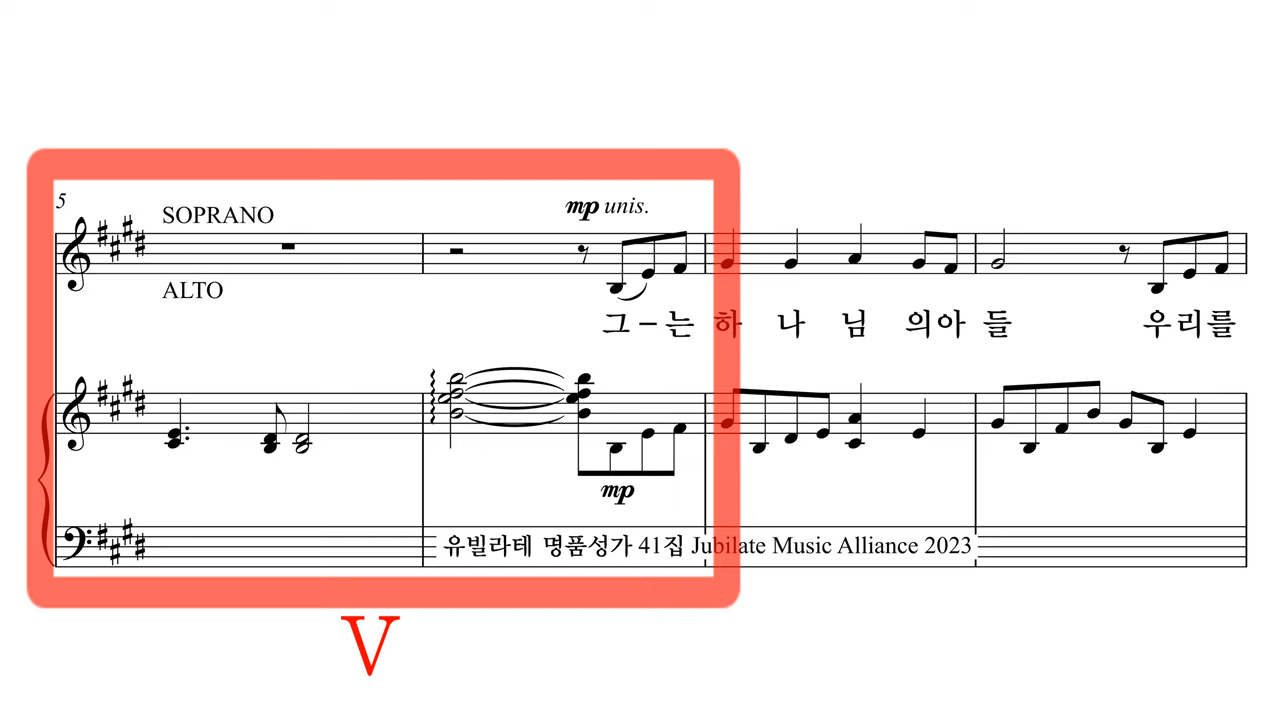 5
SOPRANO
mp unis.
ALTO
그 – 는 하 나 님 의아 들 우리를
mp
유빌라테 명품성가 41집 Jubilate Music Alliance 2023
V